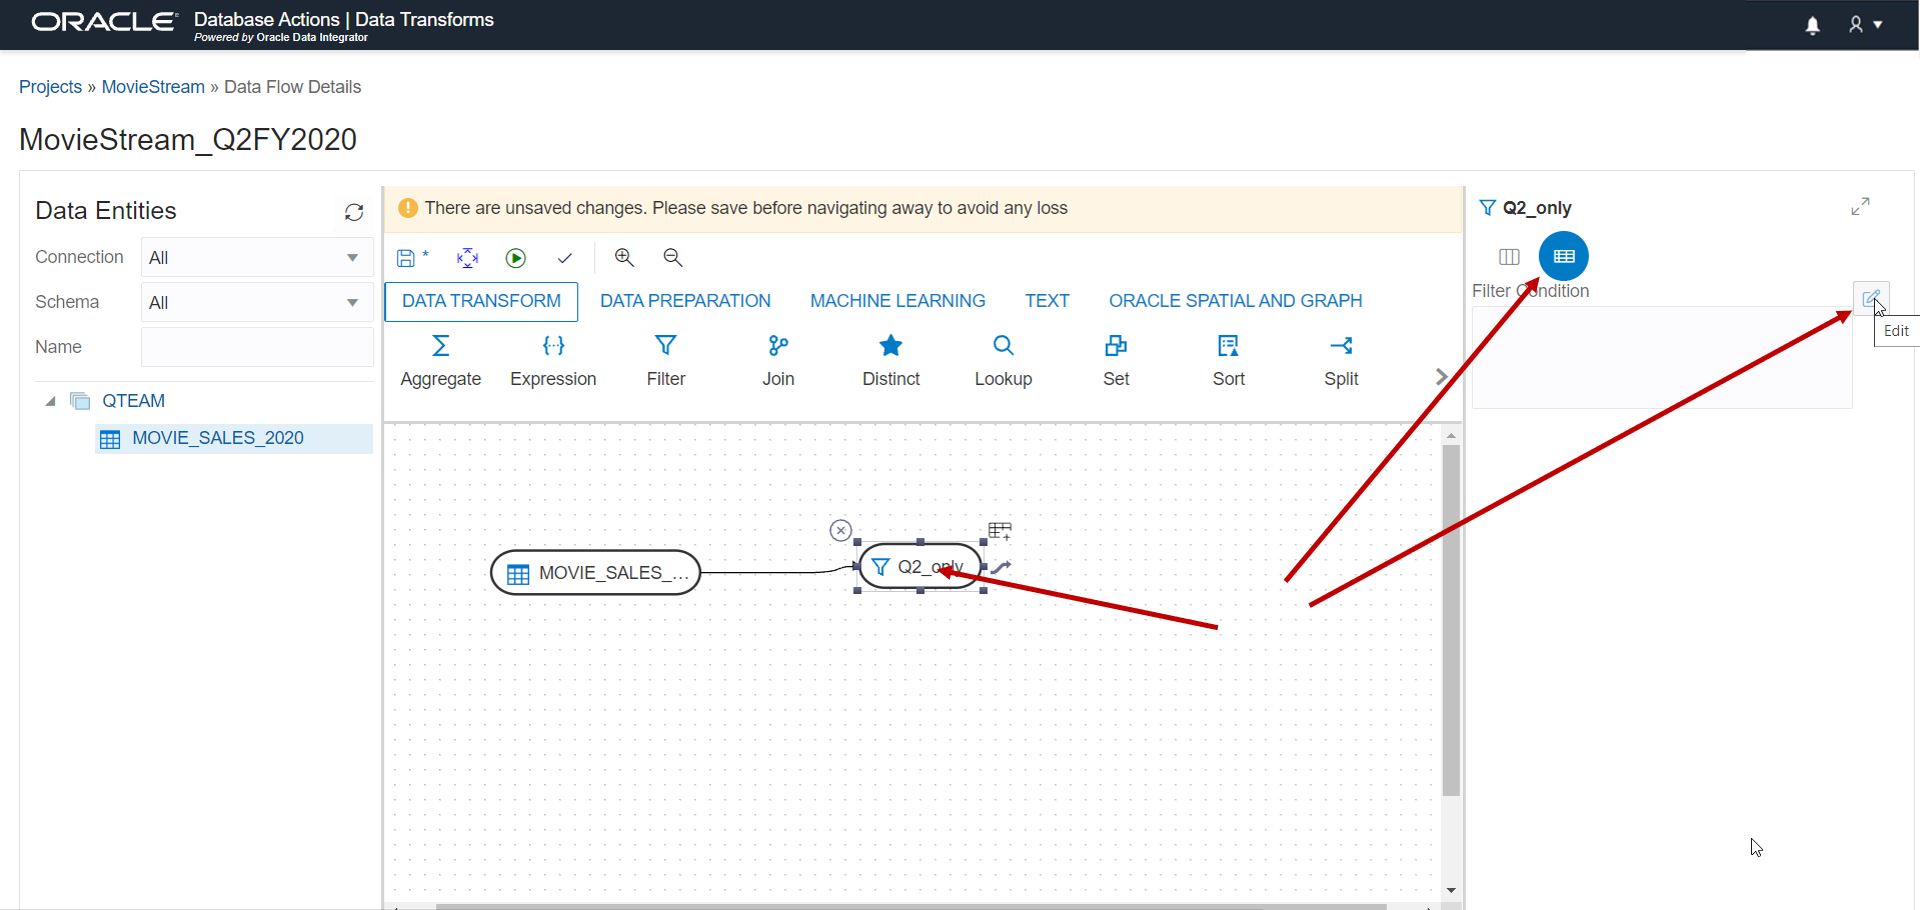 ORACLE Database Actions | Data Transforms
Powered by Oracle Data Integrator
Projects » MovieStream » Data Flow Details
MovieStream_Q2FY2020
Data Entities
Connection All
Schema All
Name
QTEAM
MOVIE_SALES_2020
There are unsaved changes. Please save before navigating away to avoid any loss
*
DATA TRANSFORM DATA PREPARATION MACHINE LEARNING TEXT ORACLE SPATIAL AND GRAPH
Aggregate Expression Filter Join Distinct Lookup Set Sort Split
MOVIE_SALES_... Q2_only
Q2_only
Filter Condition
Edit